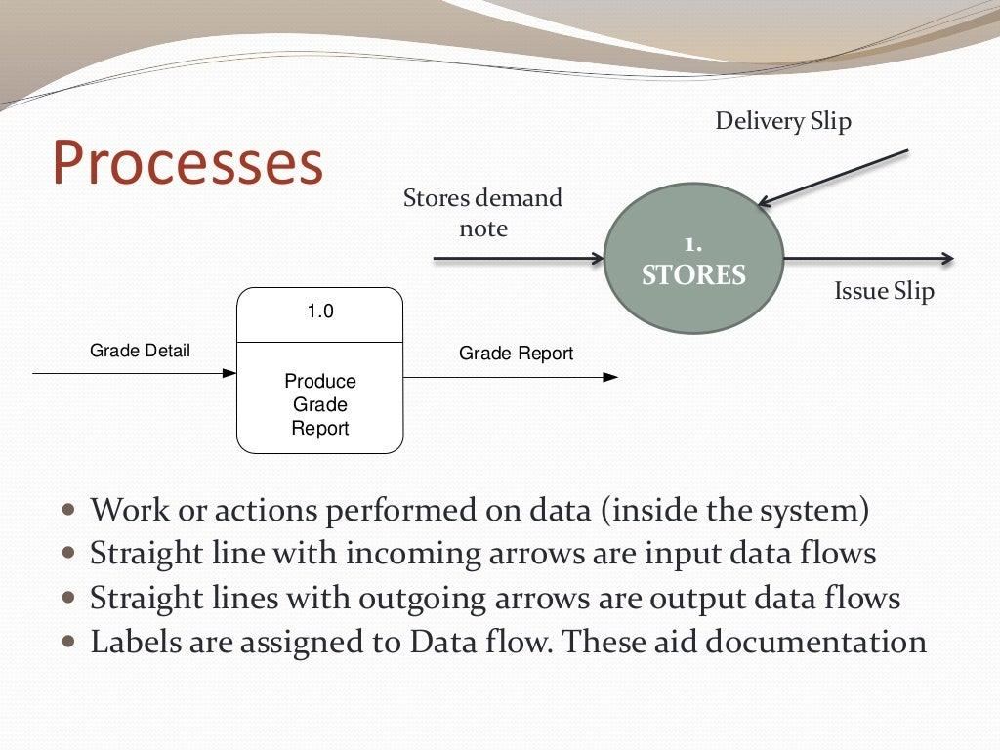 Processes
Delivery Slip
Stores demand
note
1.
STORES
Issue Slip
1.0
Grade Detail
Produce
Grade
Report
Grade Report
• Work or actions performed on data (inside the system)
• Straight line with incoming arrows are input data flows
• Straight lines with outgoing arrows are output data flows
• Labels are assigned to Data flow. These aid documentation